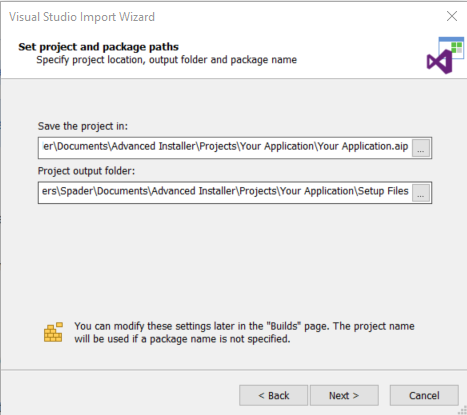 Visual Studio Import Wizard
Set project and package paths
Specify project location, output folder and package name
Save the project in:
er\Documents\Advanced Installer\Projects\Your Application\Your Application.aip
...
Project output folder:
ers\Spader\Documents\Advanced Installer\Projects\Your Application\Setup Files
...
You can modify these settings later in the "Builds" page. The project name
will be used if a package name is not specified.
< Back
Next >
Cancel